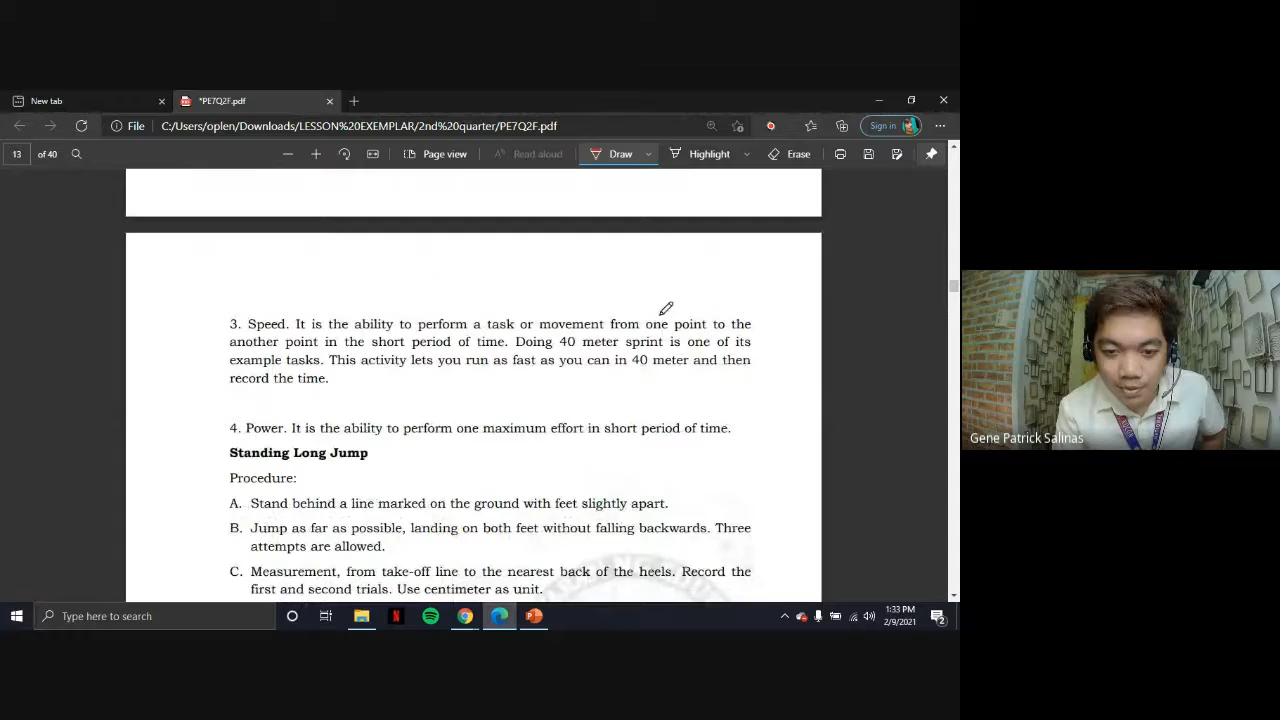 New tab
*PE7Q2F.pdf
File C:/Users/oplen/Downloads/LESSON%20EXEMPLAR/2nd%20quarter/PE7Q2F.pdf Sign in
13 of 40 Page view Read aloud Draw Highlight Erase
3. Speed. It is the ability to perform a task or movement from one point to the
another point in the short period of time. Doing 40 meter sprint is one of its
example tasks. This activity lets you run as fast as you can in 40 meter and then
record the time.
4. Power. It is the ability to perform one maximum effort in short period of time.
Standing Long Jump
Procedure:
A. Stand behind a line marked on the ground with feet slightly apart.
B. Jump as far as possible, landing on both feet without falling backwards. Three
attempts are allowed.
C. Measurement, from take-off line to the nearest back of the heels. Record the
first and second trials. Use centimeter as unit.
Gene Patrick Salinas
Type here to search
1:33 PM
2/9/2021
2